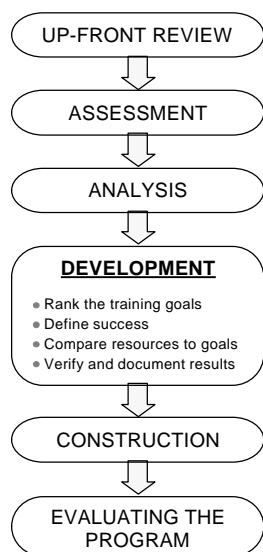 UP-FRONT REVIEW
ASSESSMENT
ANALYSIS
DEVELOPMENT
● Rank the training goals
● Define success
● Compare resources to goals
● Verify and document results
CONSTRUCTION
EVALUATING THE
PROGRAM